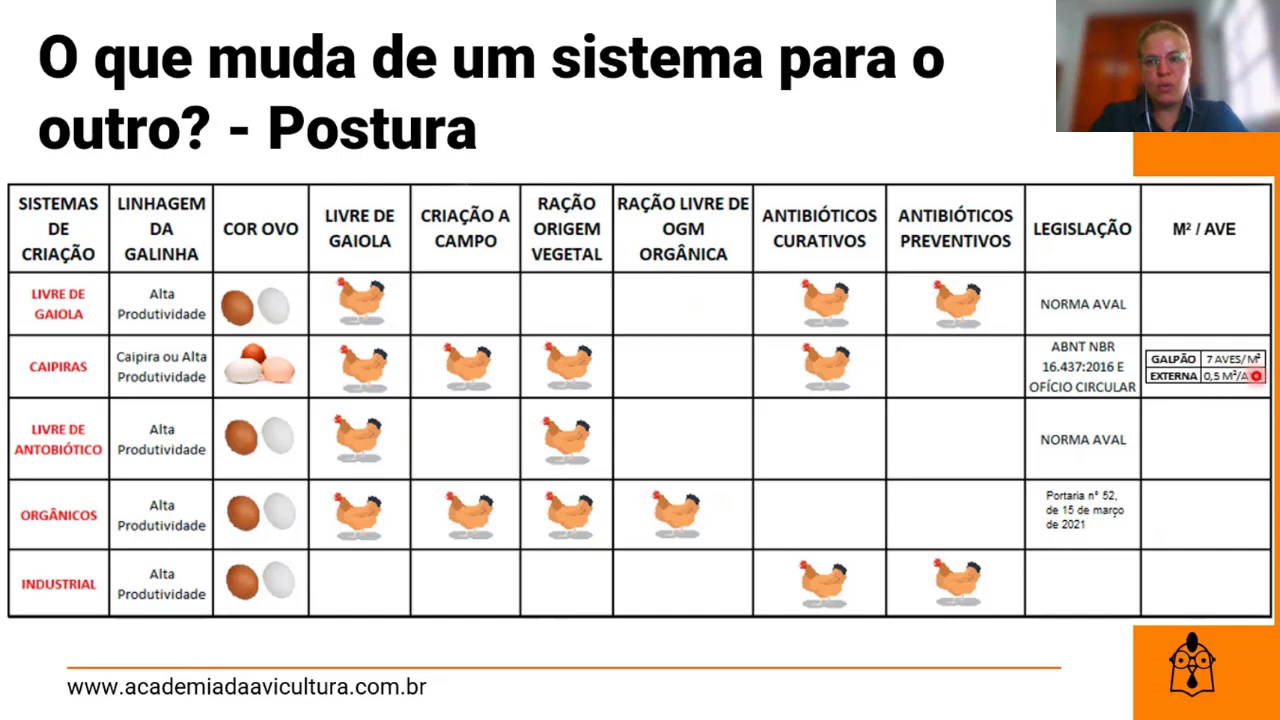 O que muda de um sistema para o
outro? - Postura
SISTEMAS
DE
CRIAÇÃO
LINHAGEM
DA
GALINHA
COR OVO
LIVRE DE
GAIOLA
CRIAÇÃO A
CAMPO
RAÇÃO
ORIGEM
VEGETAL
RAÇÃO LIVRE DE
OGM
ORGÂNICA
ANTIBIÓTICOS
CURATIVOS
ANTIBIÓTICOS
PREVENTIVOS
LEGISLAÇÃO
M² / AVE
LIVRE DE
GAIOLA
Alta
Produtividade
NORMA AVAL
CAIPIRAS
Caipira ou Alta
Produtividade
ABNT NBR
16.437:2016 E
OFÍCIO CIRCULAR
GALPÃO 7 AVES/M²
EXTERNA 0,5 M²/A
LIVRE DE
ANTOBIÓTICO
Alta
Produtividade
NORMA AVAL
ORGÂNICOS
Alta
Produtividade
Portaria n° 52,
de 15 de março
de 2021
INDUSTRIAL
Alta
Produtividade
www.academiadaavicultura.com.br